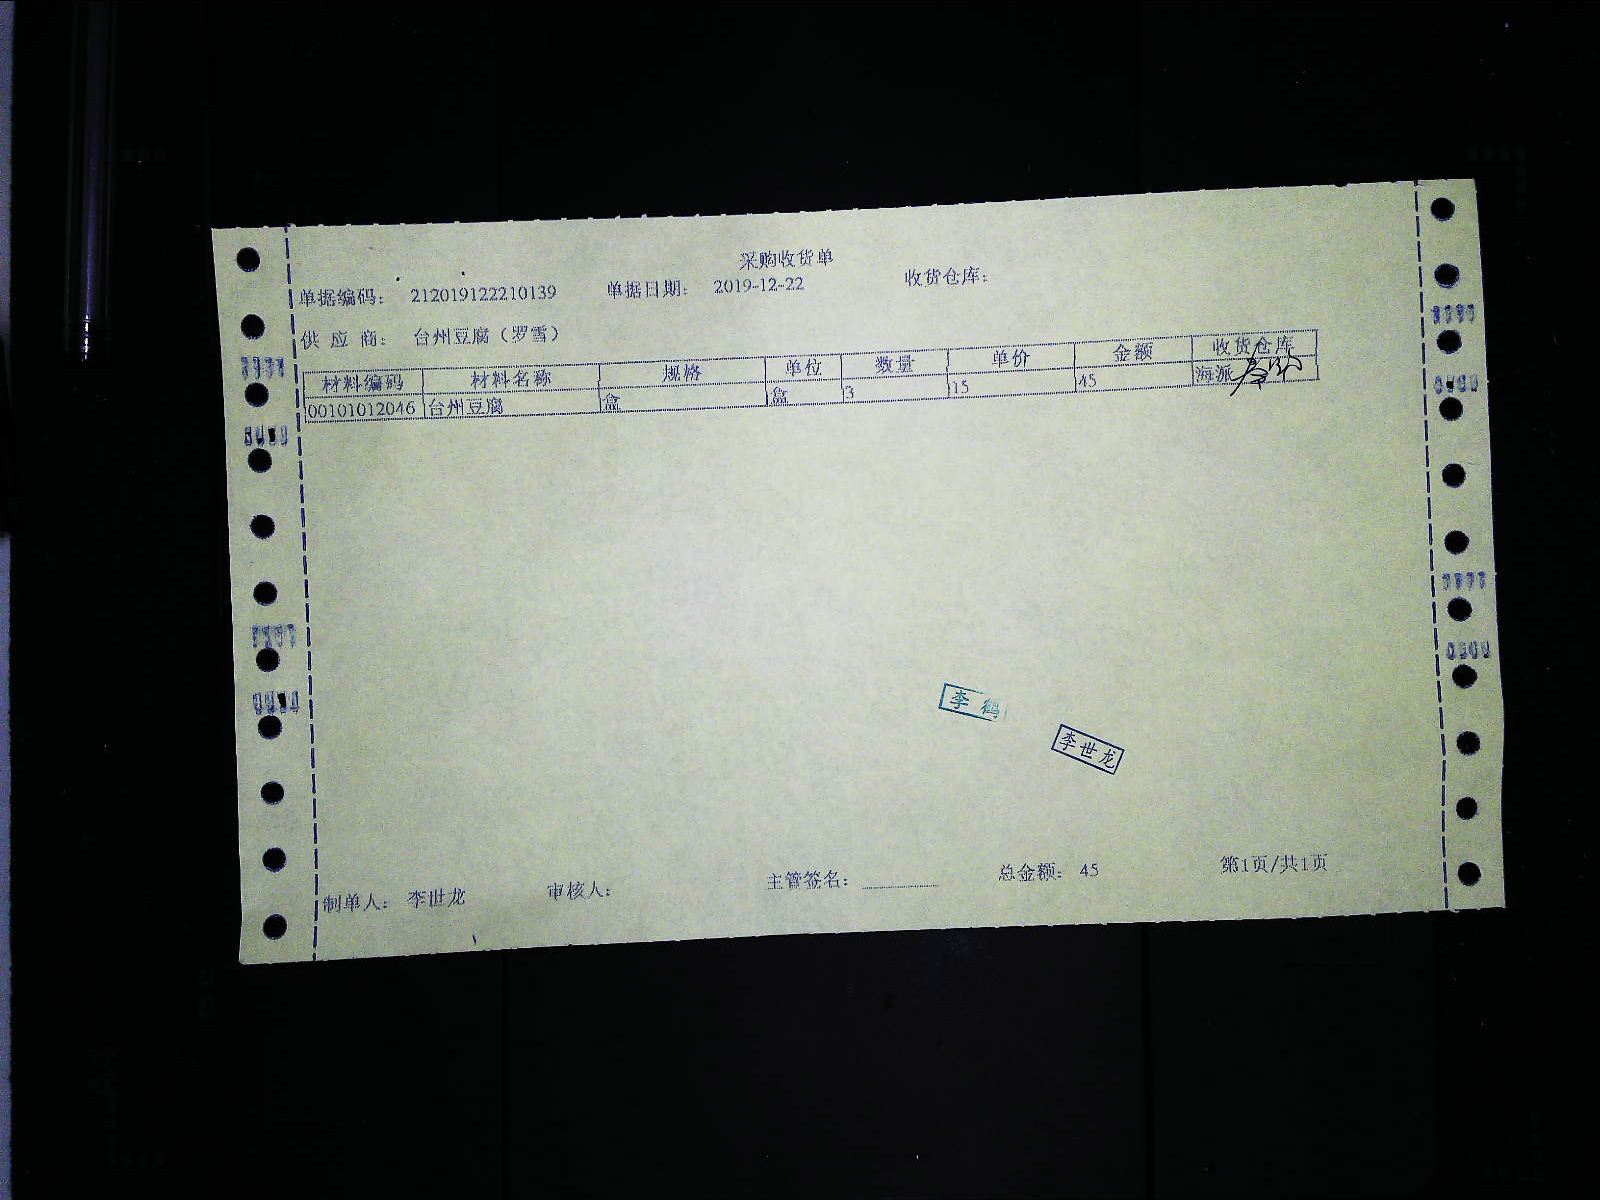 采购收货单
单据编码: 212019122210139 单据日期: 2019-12-22 收货仓库:
供 应 商: 台州豆腐（罗雪）
材料编码 材料名称 规格 单位 数量 单价 金额 收货仓库
00101012046 台州豆腐 盒 盒 3 15 45 海派
李 鹤
李世龙
制单人: 李世龙 审核人: 主管签名: 总金额: 45 第1页/共1页